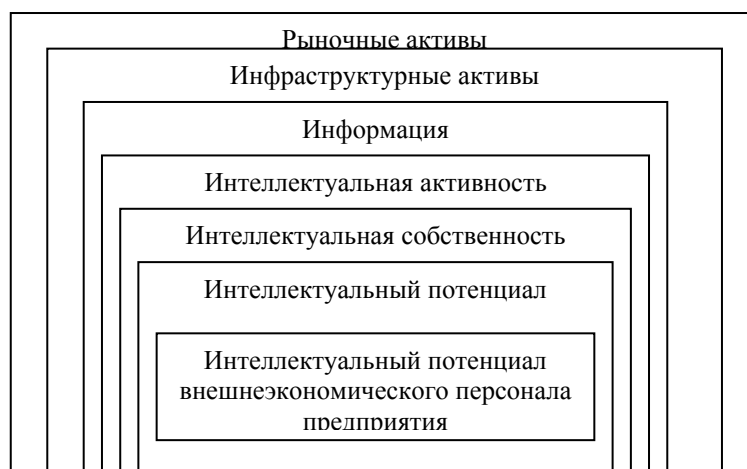 Рыночные активы
Инфраструктурные активы
Информация
Интеллектуальная активность
Интеллектуальная собственность
Интеллектуальный потенциал
Интеллектуальный потенциал
внешнеэкономического персонала
предприятия